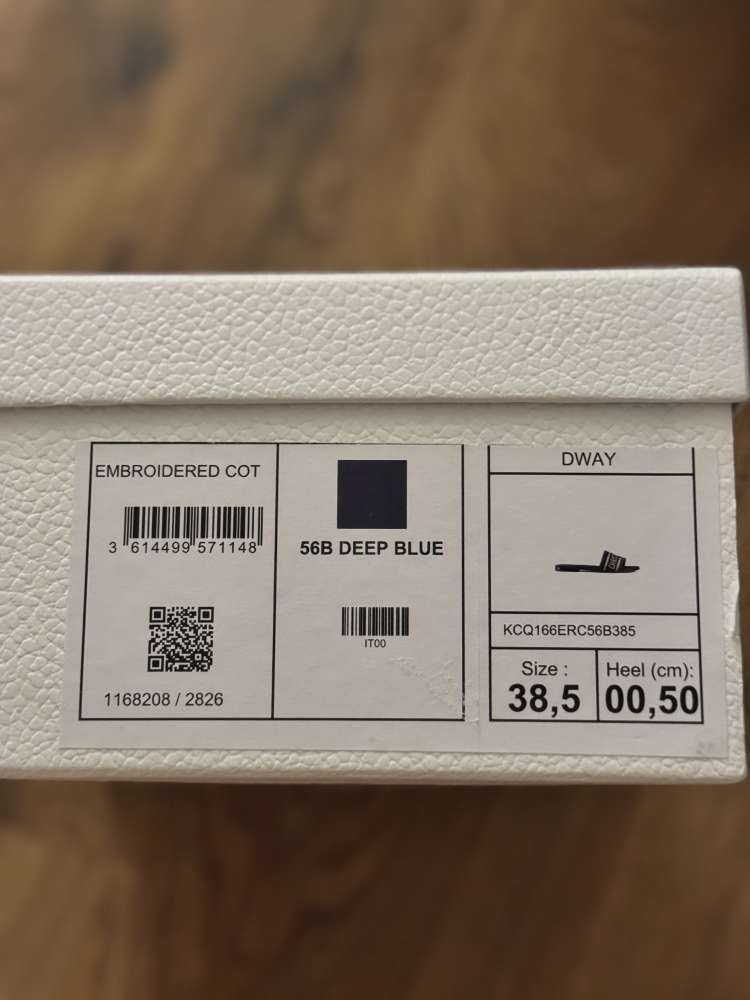 EMBROIDERED COT
3 614499 571148
1168208 / 2826
56B DEEP BLUE
IT00
DWAY
KCQ166ERC56B385
Size :
38,5
Heel (cm):
00,50